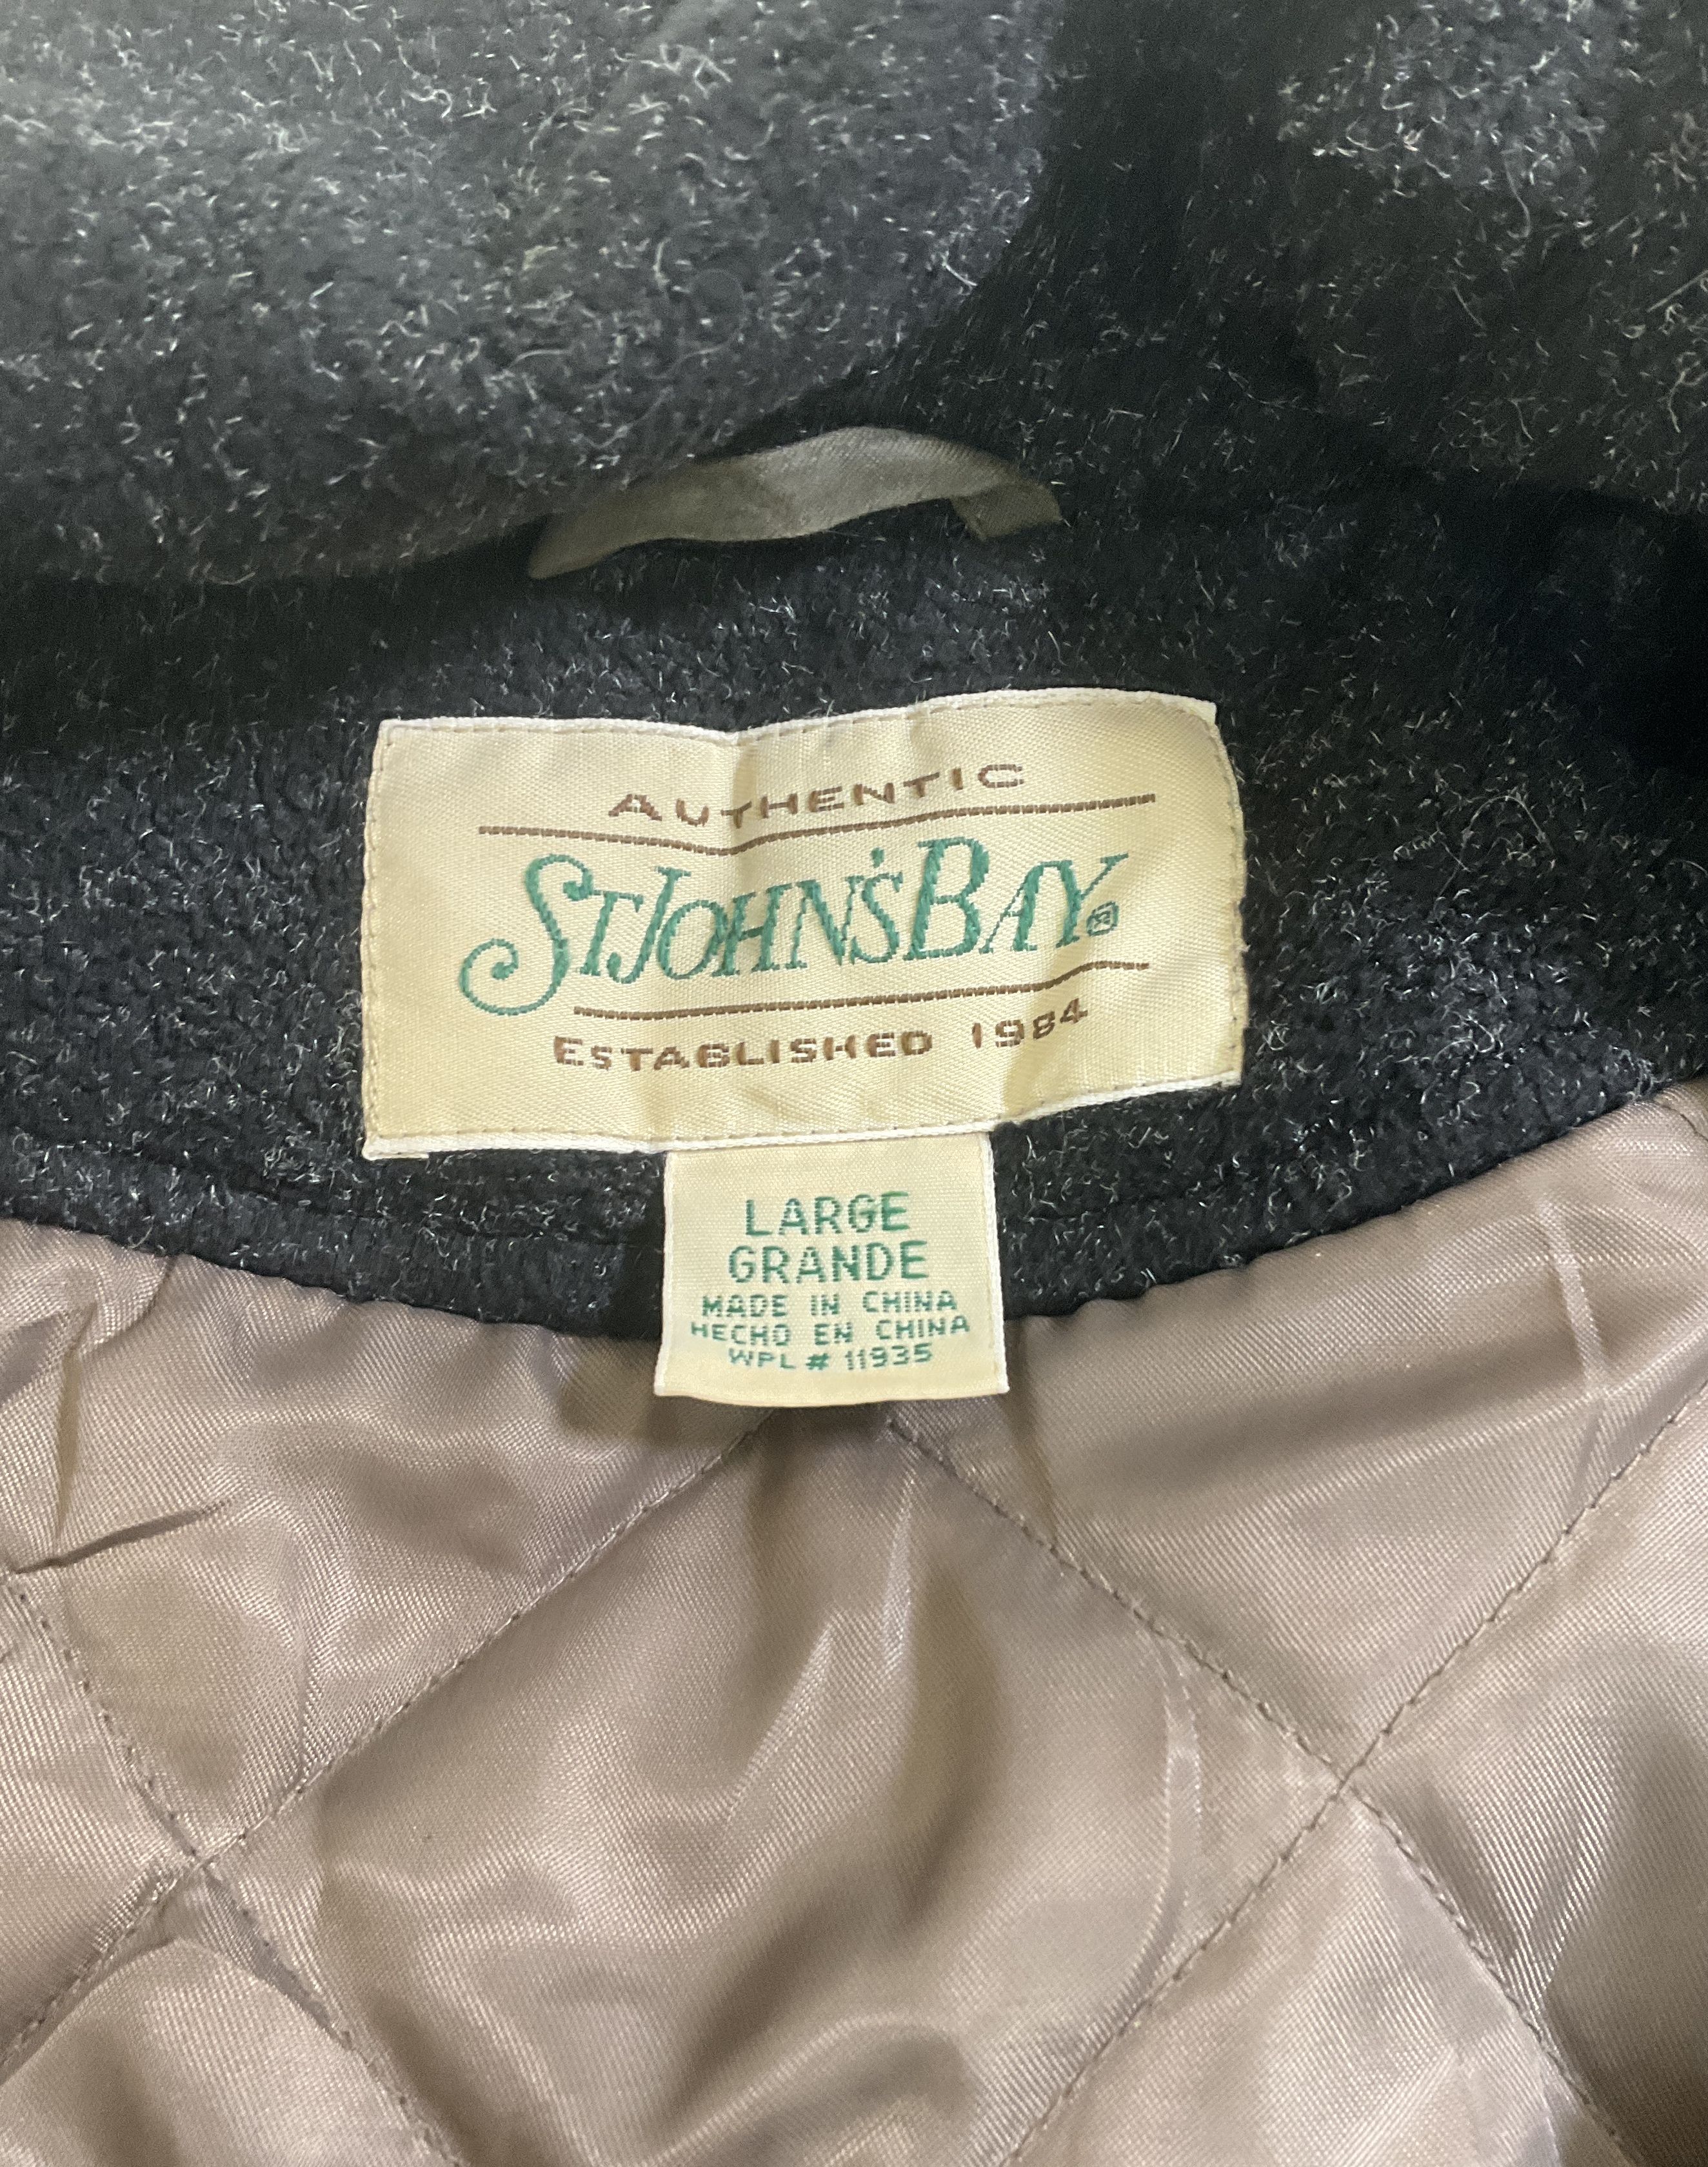 AUTHENTIC
ST. JOHN'S BAY®
ESTABLISHED 1984
LARGE
GRANDE
MADE IN CHINA
HECHO EN CHINA
WPL # 11935